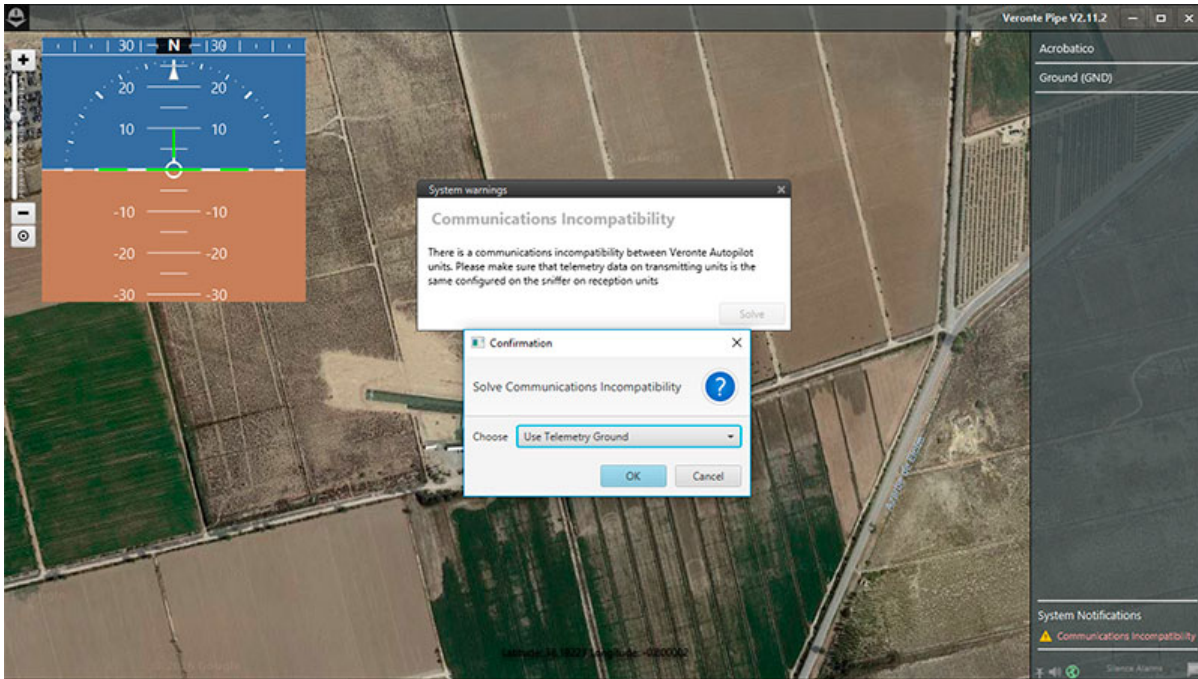 Veronte Pipe V2.11.2
30 N 30
20 20
10 10
-10 -10
-20 -20
-30 -30
Acrobatico
Ground (GND)
System warnings
Communications Incompatibility
There is a communications incompatibility between Veronte Autopilot
units. Please make sure that telemetry data on transmitting units is the
same configured on the sniffer on reception units
Solve
Confirmation
Solve Communications Incompatibility
?
Choose Use Telemetry Ground
OK Cancel
System Notifications
Communications Incompatibility
Silence Alarms